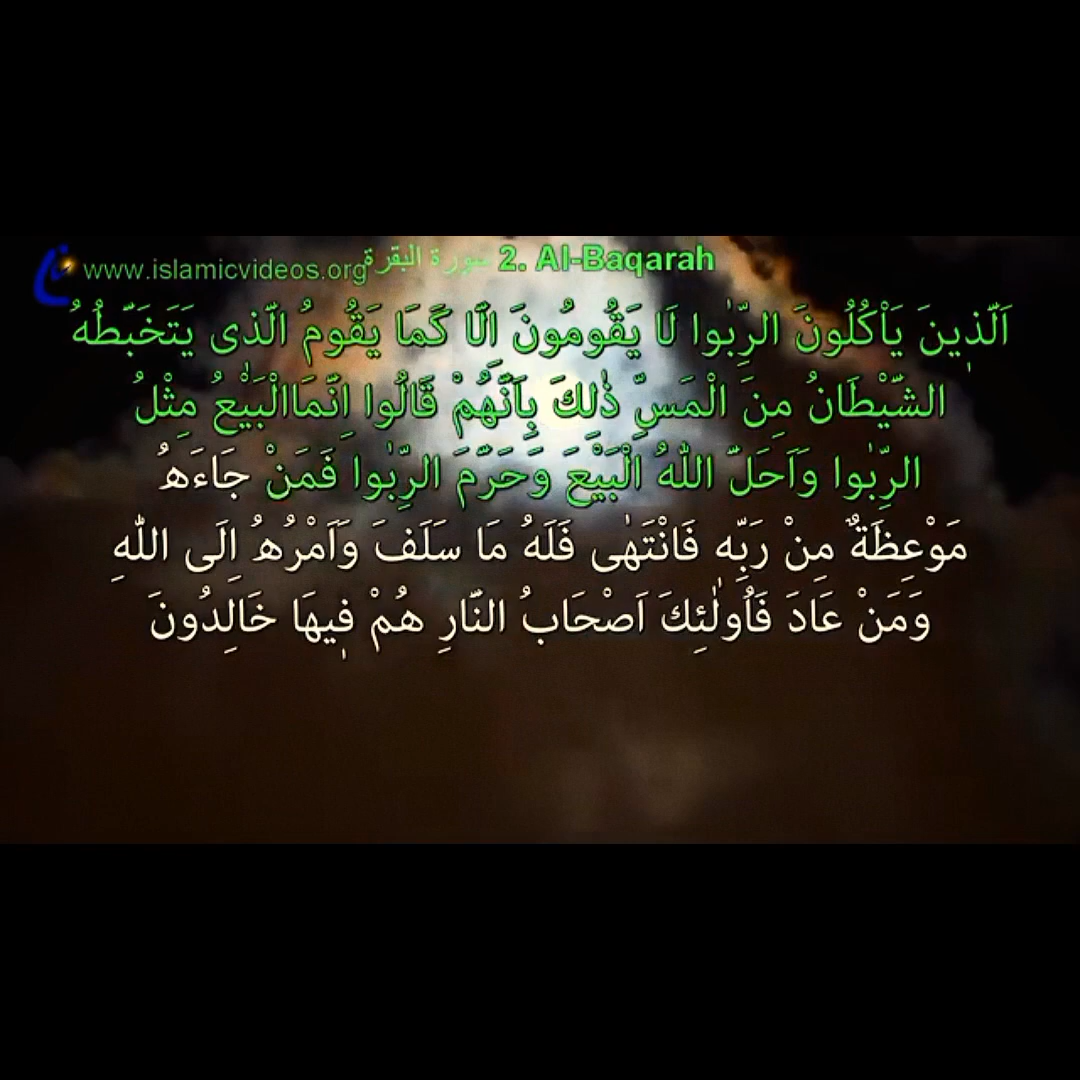 www.islamicvideos.org سورة البقرة 2. Al-Baqarah
اَلَّذٖينَ يَاْكُلُونَ الرِّبٰوا لَا يَقُومُونَ اِلَّا كَمَا يَقُومُ الَّذٖى يَتَخَبَّطُهُ
الشَّيْطَانُ مِنَ الْمَسِّ ذٰلِكَ بِاَنَّهُمْ قَالُوا اِنَّمَاالْبَيْعُ مِثْلُ
الرِّبٰوا وَاَحَلَّ اللّٰهُ الْبَيْعَ وَحَرَّمَ الرِّبٰوا فَمَنْ جَاءَهُ
مَوْعِظَةٌ مِنْ رَبِّه فَانْتَهٰى فَلَهُ مَا سَلَفَ وَاَمْرُهُ اِلَى اللّٰهِ
وَمَنْ عَادَ فَاُولٰئِكَ اَصْحَابُ النَّارِ هُمْ فٖيهَا خَالِدُونَ